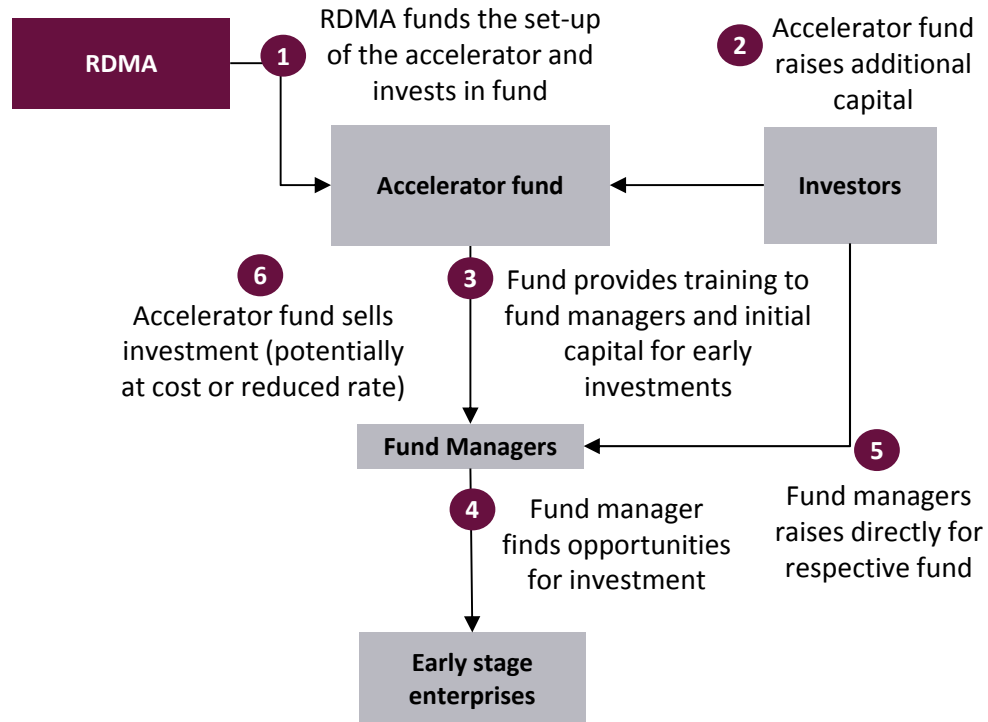 RDMA
1
RDMA funds the set-up
of the accelerator and
invests in fund
2
Accelerator fund
raises additional
capital
Accelerator fund
Investors
6
Accelerator fund sells
investment (potentially
at cost or reduced rate)
3
Fund provides training to
fund managers and initial
capital for early
investments
Fund Managers
5
Fund managers
raises directly for
respective fund
4
Fund manager
finds opportunities
for investment
Early stage
enterprises